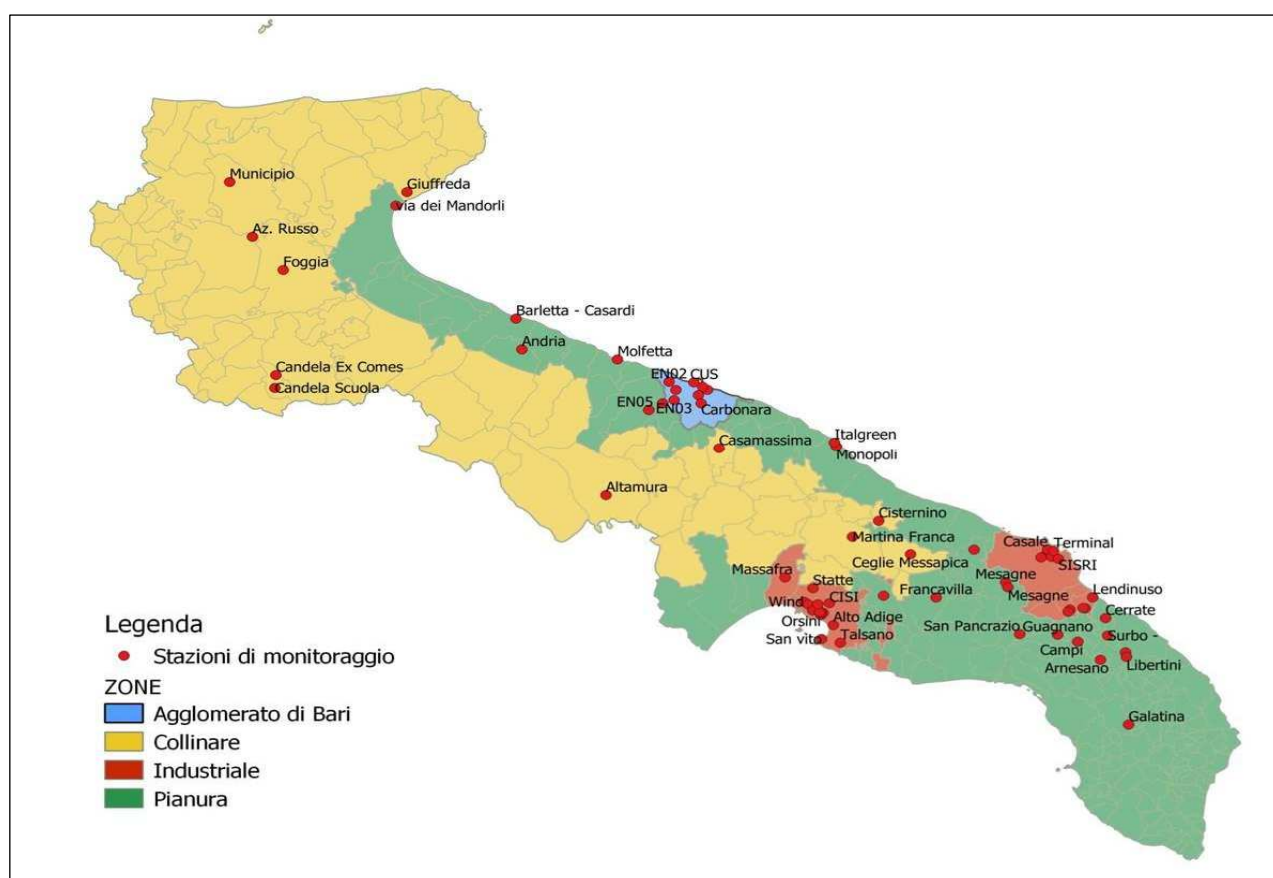 Municipio
Giuffreda
via dei Mandorli
Az. Russo
Foggia
Barletta - Casardi
Andria
Molfetta
Candela Ex Comes
EN02 CUS
Candela Scuola
EN05 EN03
Carbonara
Italgreen
Casamassima
Monopoli
Altamura
Cisternino
Martina Franca
Casale Terminal
Ceglie Messapica
SISRI
Massafra
Mesagne
Statte
Francavilla
Mesagne
Lendinuso
Wind
CISI
Cerrate
Orsini
Alto Adige
San Pancrazio
Guagnano
Surbo -
San vito
Talsano
Campi
Arnesano
Libertini
Galatina
Legenda
Stazioni di monitoraggio
ZONE
Agglomerato di Bari
Collinare
Industriale
Pianura